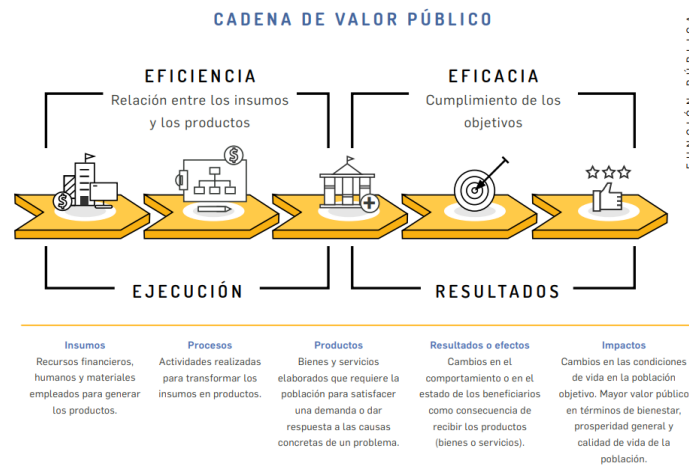 CADENA DE VALOR PÚBLICO
EFICIENCIA
Relación entre los insumos
y los productos
EFICACIA
Cumplimiento de los
objetivos
$
$
EJECUCIÓN
RESULTADOS
Insumos
Recursos financieros,
humanos y materiales
empleados para generar
los productos.
Procesos
Actividades realizadas
para transformar los
insumos en productos.
Productos
Bienes y servicios
elaborados que requiere la
población para satisfacer
una demanda o dar
respuesta a las causas
concretas de un problema.
Resultados o efectos
Cambios en el
comportamiento o en el
estado de los beneficiarios
como consecuencia de
recibir los productos
(bienes o servicios).
Impactos
Cambios en las condiciones
de vida en la población
objetivo. Mayor valor público
en términos de bienestar,
prosperidad general y
calidad de vida de la
población.